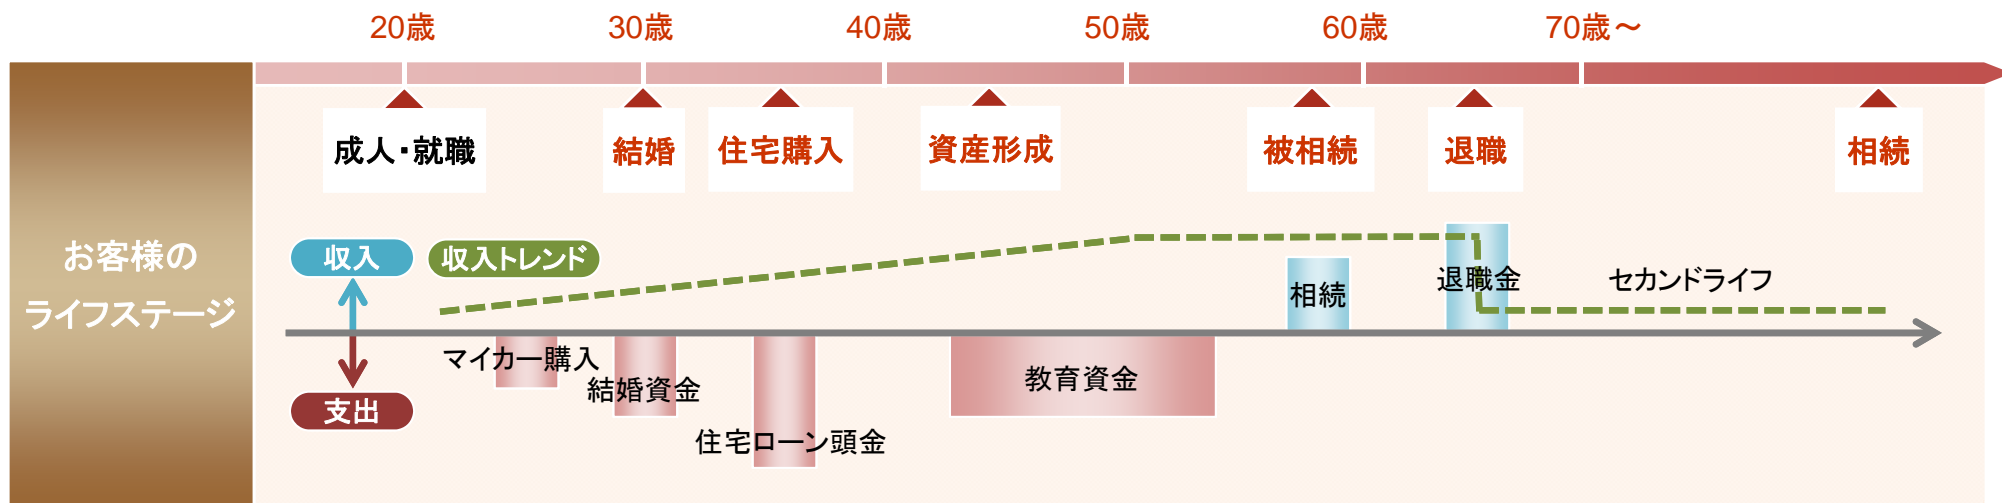 20歳
30歳
40歳
50歳
60歳
70歳～
成人・就職
結婚
住宅購入
資産形成
被相続
退職
相続
お客様の
ライフステージ
収入
収入トレンド
相続
退職金
セカンドライフ
マイカー購入
結婚資金
教育資金
支出
住宅ローン頭金